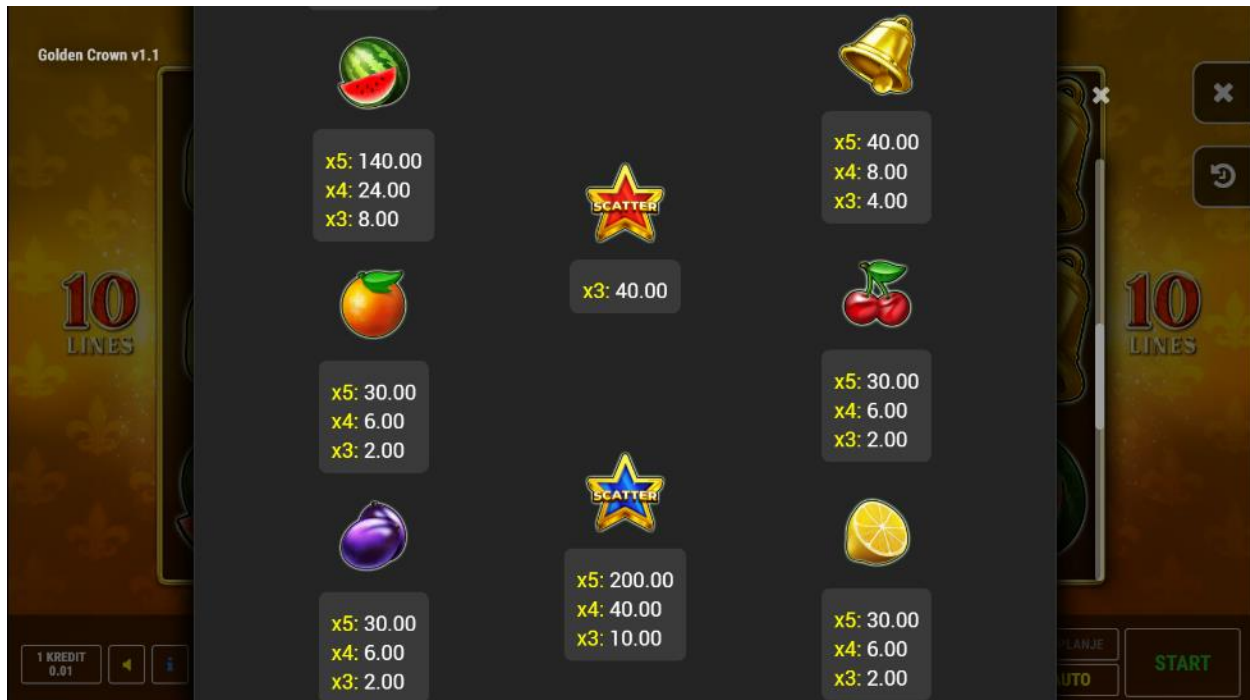 Golden Crown v1.1
x5: 140.00
x4: 24.00
x3: 8.00
SCATTER
x3: 40.00
x5: 40.00
x4: 8.00
x3: 4.00
10
LINES
10
LINES
x5: 30.00
x4: 6.00
x3: 2.00
x5: 30.00
x4: 6.00
x3: 2.00
SCATTER
x5: 200.00
x4: 40.00
x3: 10.00
x5: 30.00
x4: 6.00
x3: 2.00
x5: 30.00
x4: 6.00
x3: 2.00
1 KREDIT
0.01
START